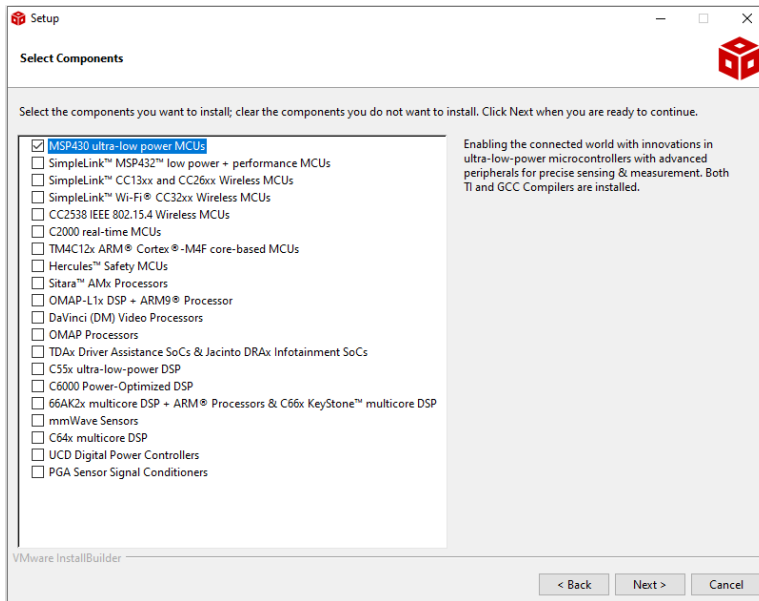 Setup
Select Components
Select the components you want to install; clear the components you do not want to install. Click Next when you are ready to continue.
MSP430 ultra-low power MCUs
SimpleLink™ MSP432™ low power + performance MCUs
SimpleLink™ CC13xx and CC26xx Wireless MCUs
SimpleLink™ Wi-Fi® CC32xx Wireless MCUs
CC2538 IEEE 802.15.4 Wireless MCUs
C2000 real-time MCUs
TM4C12x ARM® Cortex®-M4F core-based MCUs
Hercules™ Safety MCUs
Sitara™ AMx Processors
OMAP-L1x DSP + ARM9® Processor
DaVinci (DM) Video Processors
OMAP Processors
TDAx Driver Assistance SoCs & Jacinto DRAx Infotainment SoCs
C55x ultra-low-power DSP
C6000 Power-Optimized DSP
66AK2x multicore DSP + ARM® Processors & C66x KeyStone™ multicore DSP
mmWave Sensors
C64x multicore DSP
UCD Digital Power Controllers
PGA Sensor Signal Conditioners
Enabling the connected world with innovations in
ultra-low-power microcontrollers with advanced
peripherals for precise sensing & measurement. Both
TI and GCC Compilers are installed.
VMware InstallBuilder
< Back
Next >
Cancel